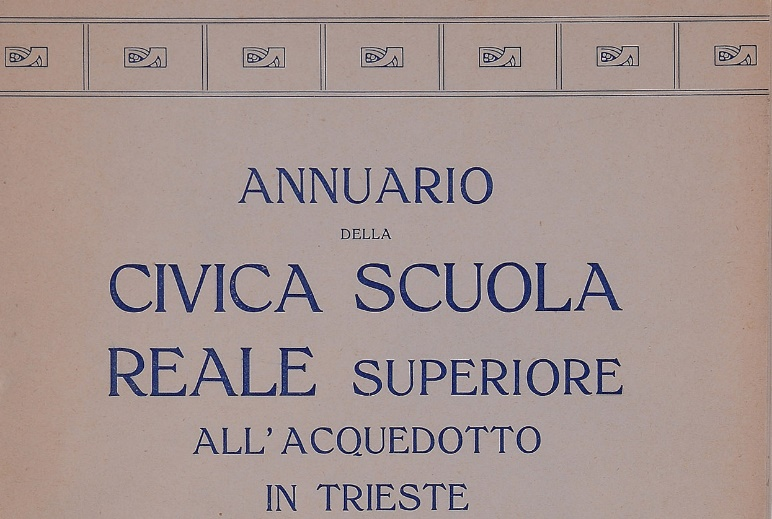 ANNUARIO
DELLA
CIVICA SCUOLA
REALE SUPERIORE
ALL' ACQUEDOTTO
IN TRIESTE